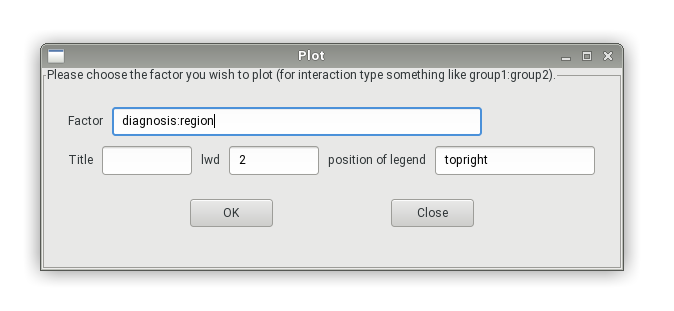 Plot
Please choose the factor you wish to plot (for interaction type something like group1:group2).
Factor diagnosis:region
Title lwd 2 position of legend topright
OK Close